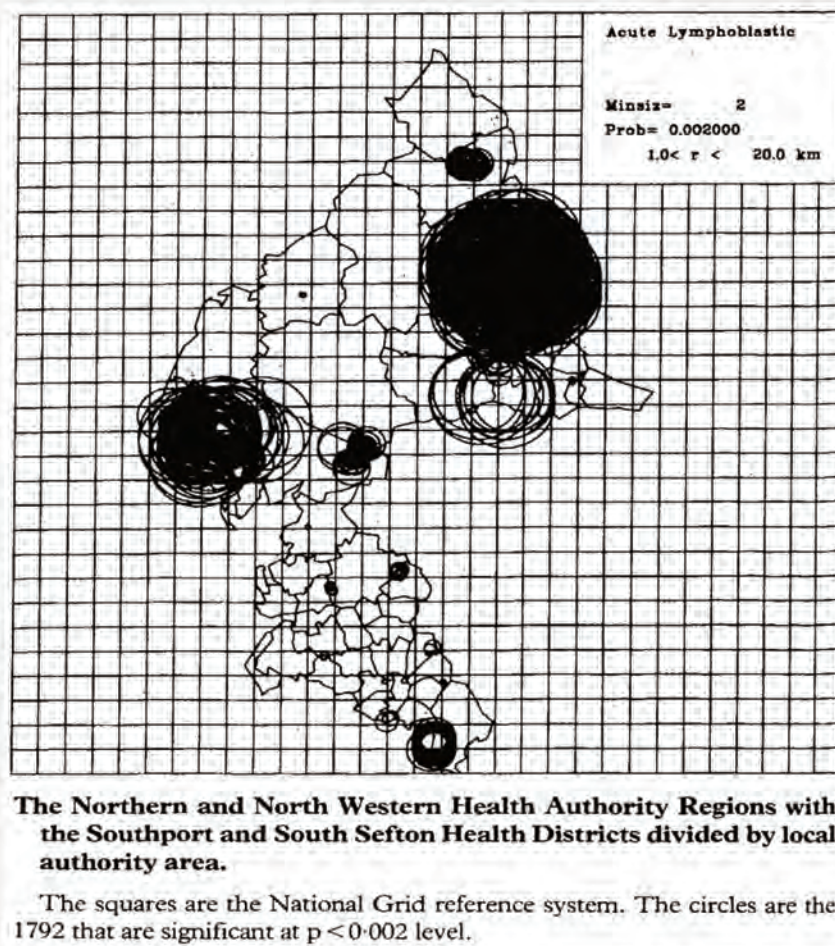 Acute Lymphoblastic
Minsiz= 2
Prob= 0.002000
1.0< r < 20.0 km
The Northern and North Western Health Authority Regions with
the Southport and South Sefton Health Districts divided by local
authority area.
The squares are the National Grid reference system. The circles are the
1792 that are significant at p <0·002 level.